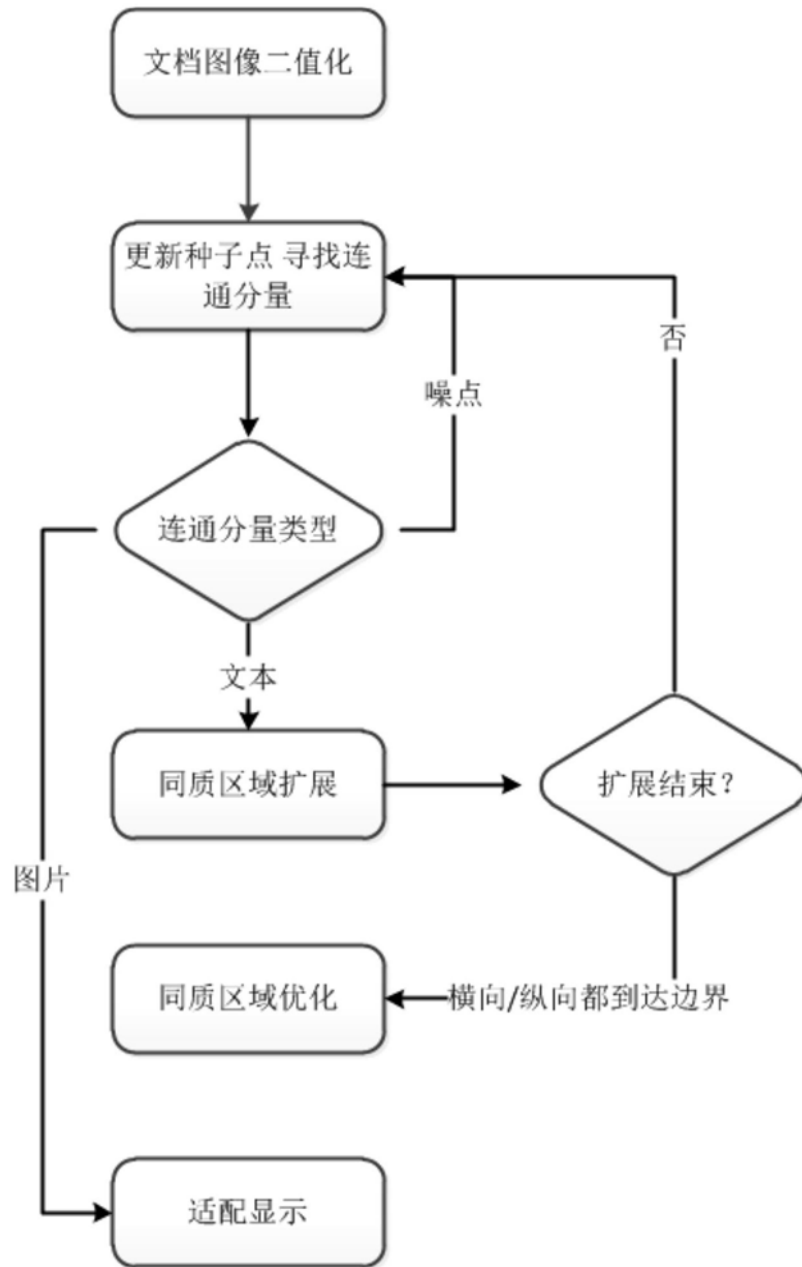 文档图像二值化
更新种子点 寻找连
通分量
否
噪点
连通分量类型
文本
同质区域扩展
扩展结束？
图片
同质区域优化
横向/纵向都到达边界
适配显示